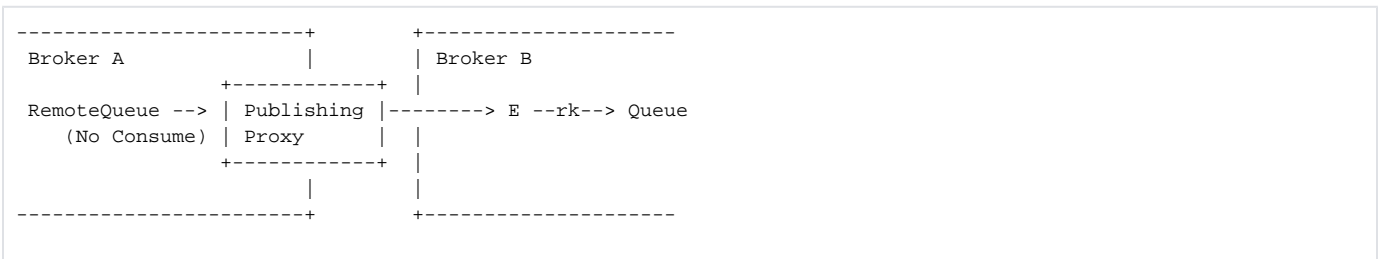 ------------------------+        +---------------------
 Broker A               |        | Broker B
                 +------------+  |
 RemoteQueue --> | Publishing |--------> E --rk--> Queue
    (No Consume) | Proxy      |  |
                 +------------+  |
                        |        |
------------------------+        +---------------------